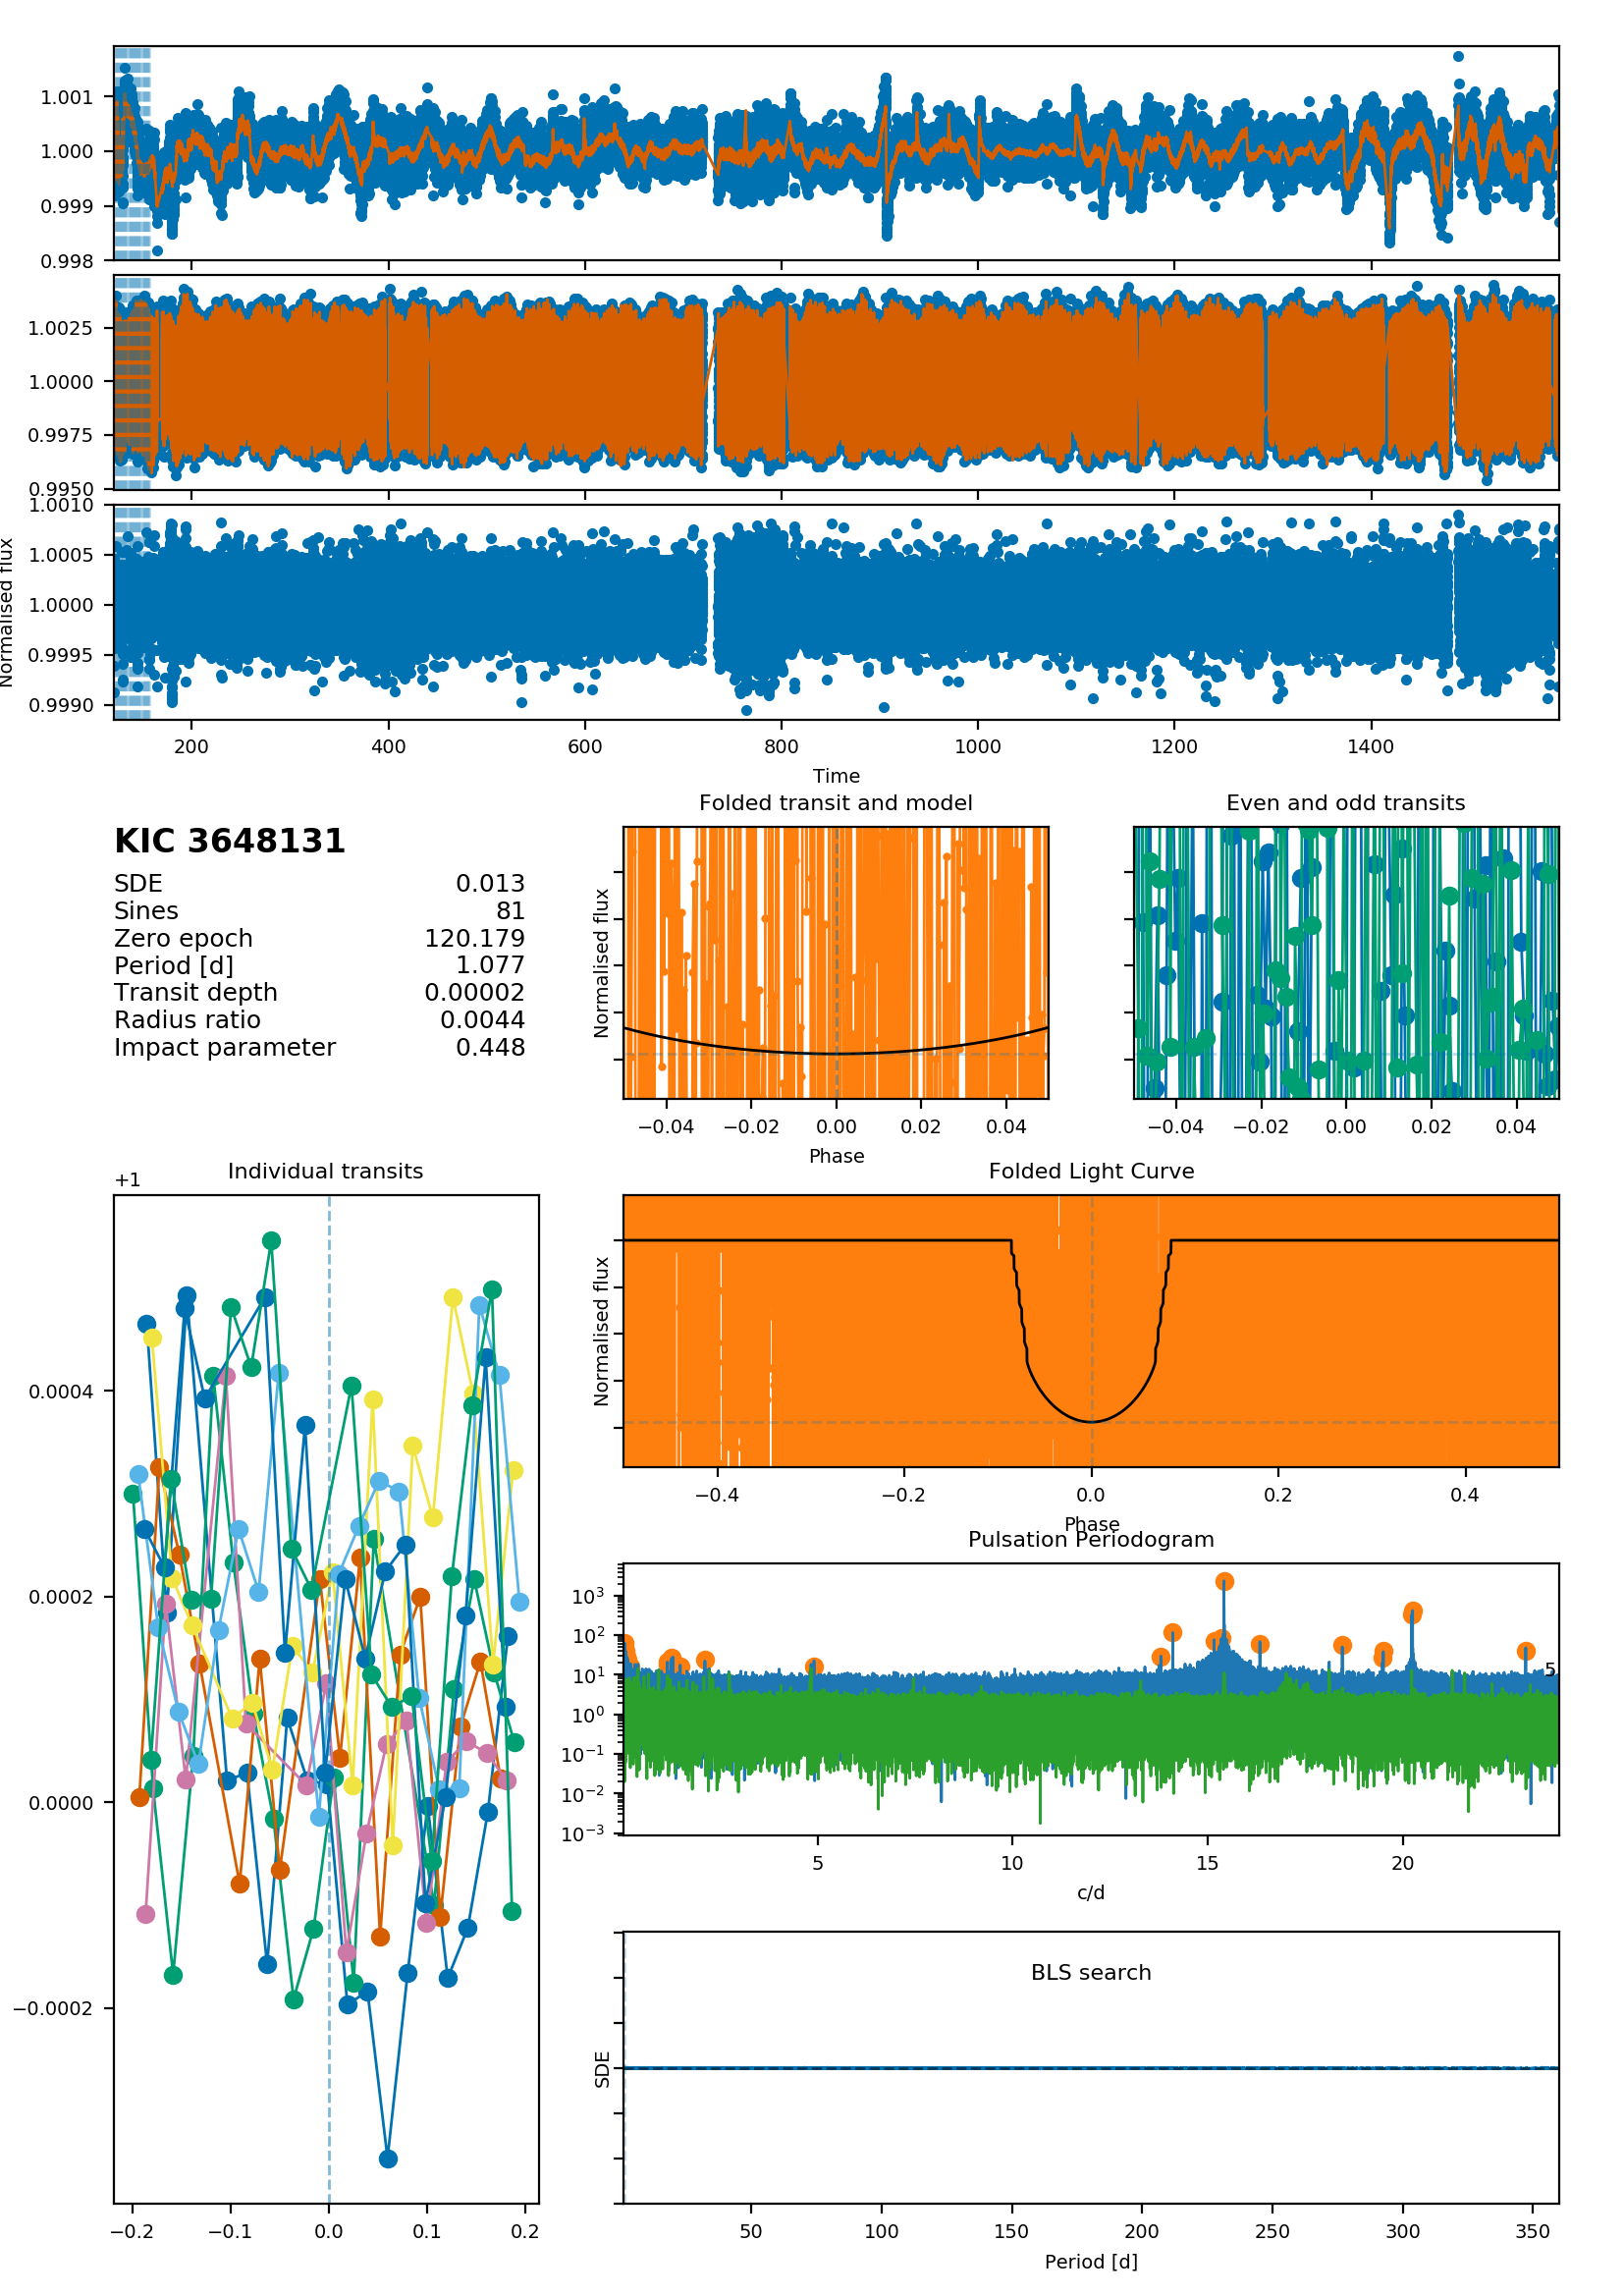 1.001
1.000
0.999
0.998
1.0025
1.0000
0.9975
0.9950
1.0010
1.0005
1.0000
0.9995
0.9990
Normalised flux
200 400 600 800 1000 1200 1400
Time
KIC 3648131
SDE 0.013
Sines 81
Zero epoch 120.179
Period [d] 1.077
Transit depth 0.00002
Radius ratio 0.0044
Impact parameter 0.448
Folded transit and model
Normalised flux
−0.04 −0.02 0.00 0.02 0.04
Phase
Even and odd transits
−0.04 −0.02 0.00 0.02 0.04
Individual transits
+1
0.0004
0.0002
0.0000
−0.0002
−0.2 −0.1 0.0 0.1 0.2
Folded Light Curve
Normalised flux
−0.4 −0.2 0.0 0.2 0.4
Phase
Pulsation Periodogram
10³
10²
10¹
10⁰
10⁻¹
10⁻²
10⁻³
5
5 10 15 20
c/d
BLS search
SDE
50 100 150 200 250 300 350
Period [d]